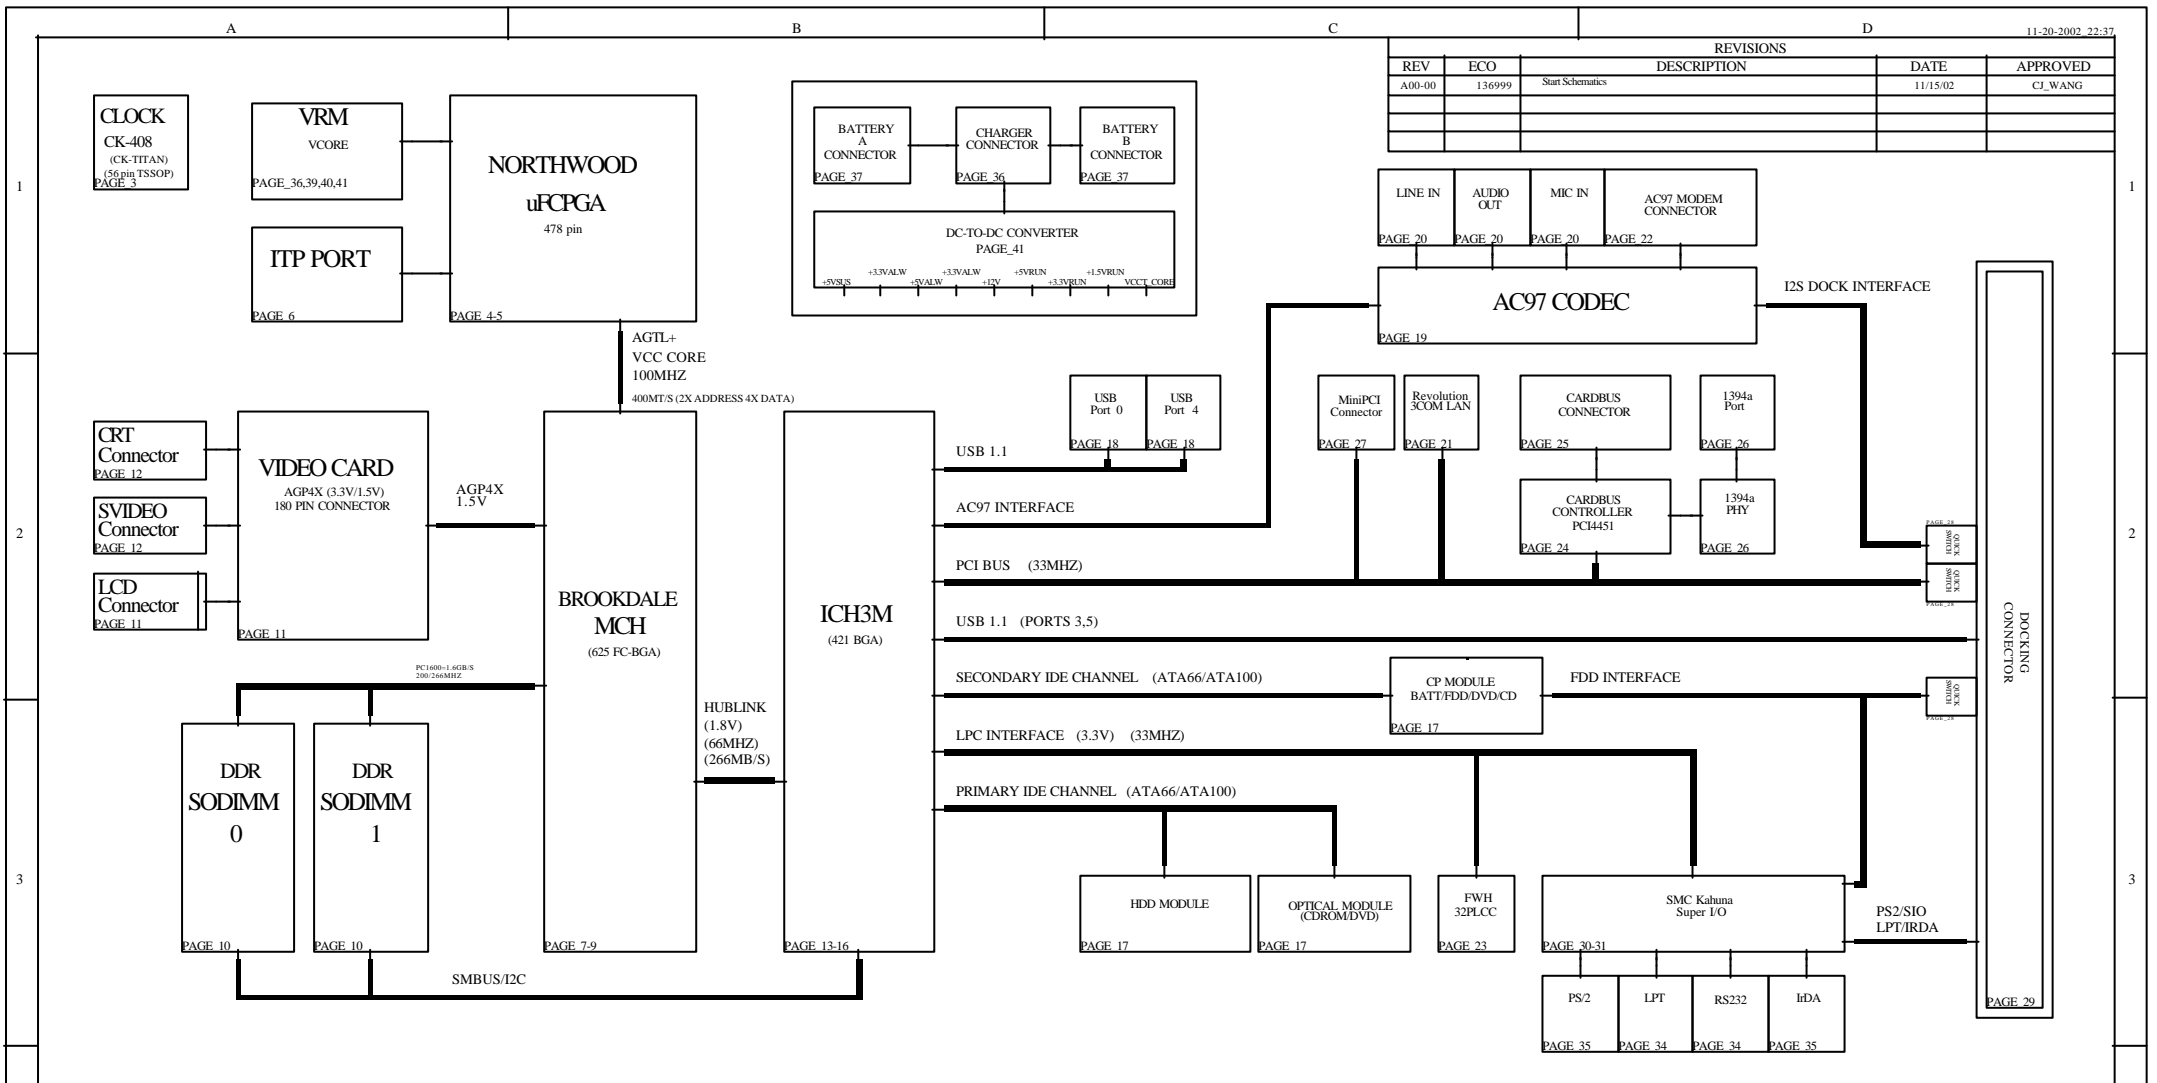 A
B
C
D
11-20-2002_22:37
REVISIONS
REV ECO DESCRIPTION DATE APPROVED
A00-00 136999 Start Schematics 11/15/02 CJ_WANG
1
1
CLOCK
CK-408
(CK-TITAN)
(56 pin TSSOP)
PAGE_3
VRM
VCORE
PAGE_36,39,40,41
ITP PORT
PAGE_6
NORTHWOOD
uFCPGA
478 pin
PAGE_4-5
BATTERY
A
CONNECTOR
PAGE_37
CHARGER
CONNECTOR
PAGE_36
BATTERY
B
CONNECTOR
PAGE_37
DC-TO-DC CONVERTER
PAGE_41
+5VSUS
+3.3VALW
+5VALW
+3.3VALW
+12V
+5VRUN
+3.3VRUN
+1.5VRUN
VCCT_CORE
LINE IN
PAGE_20
AUDIO
OUT
PAGE_20
MIC IN
PAGE_20
AC97 MODEM
CONNECTOR
PAGE_22
AC97 CODEC
PAGE_19
I2S DOCK INTERFACE
AGTL+
VCC CORE
100MHZ
400MT/S (2X ADDRESS 4X DATA)
2
2
CRT
Connector
PAGE_12
SVIDEO
Connector
PAGE_12
LCD
Connector
PAGE_11
VIDEO CARD
AGP4X (3.3V/1.5V)
180 PIN CONNECTOR
PAGE_11
AGP4X
1.5V
BROOKDALE
MCH
(625 FC-BGA)
PAGE_7-9
ICH3M
(421 BGA)
PAGE_13-16
USB
Port 0
PAGE_18
USB
Port 4
PAGE_18
MiniPCI
Connector
PAGE_27
Revolution
3COM LAN
PAGE_21
CARDBUS
CONNECTOR
PAGE_25
1394a
Port
PAGE_26
CARDBUS
CONTROLLER
PCI4451
PAGE_24
1394a
PHY
PAGE_26
USB 1.1
AC97 INTERFACE
PCI BUS (33MHZ)
USB 1.1 (PORTS 3,5)
SECONDARY IDE CHANNEL (ATA66/ATA100)
LPC INTERFACE (3.3V) (33MHZ)
PRIMARY IDE CHANNEL (ATA66/ATA100)
CP MODULE
BATT/FDD/DVD/CD
PAGE_17
FDD INTERFACE
PAGE_28
QUICK
SWITCH
QUICK
SWITCH
PAGE_28
QUICK
SWITCH
PAGE_28
DOCKING
CONNECTOR
PAGE_29
PC1600=1.6GB/S
200/266MHZ
HUBLINK
(1.8V)
(66MHZ)
(266MB/S)
3
3
DDR
SODIMM
0
PAGE_10
DDR
SODIMM
1
PAGE_10
SMBUS/I2C
HDD MODULE
PAGE_17
OPTICAL MODULE
(CDROM/DVD)
PAGE_17
FWH
32PLCC
PAGE_23
SMC Kahuna
Super I/O
PAGE_30-31
PS2/SIO
LPT/IRDA
PS/2
PAGE_35
LPT
PAGE_34
RS232
PAGE_34
IrDA
PAGE_35